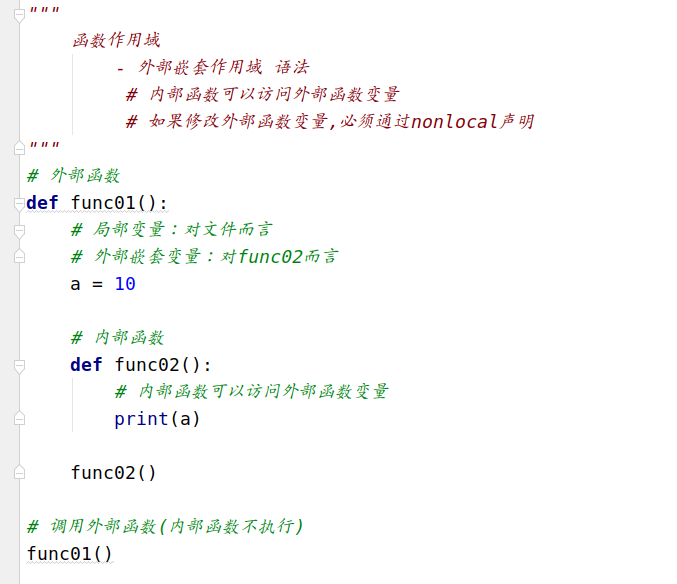 """
    函数作用域
        - 外部嵌套作用域 语法
         # 内部函数可以访问外部函数变量
         # 如果修改外部函数变量,必须通过nonlocal声明
"""
# 外部函数
def func01():
    # 局部变量：对文件而言
    # 外部嵌套变量：对func02而言
    a = 10

    # 内部函数
    def func02():
        # 内部函数可以访问外部函数变量
        print(a)

    func02()

# 调用外部函数(内部函数不执行)
func01()